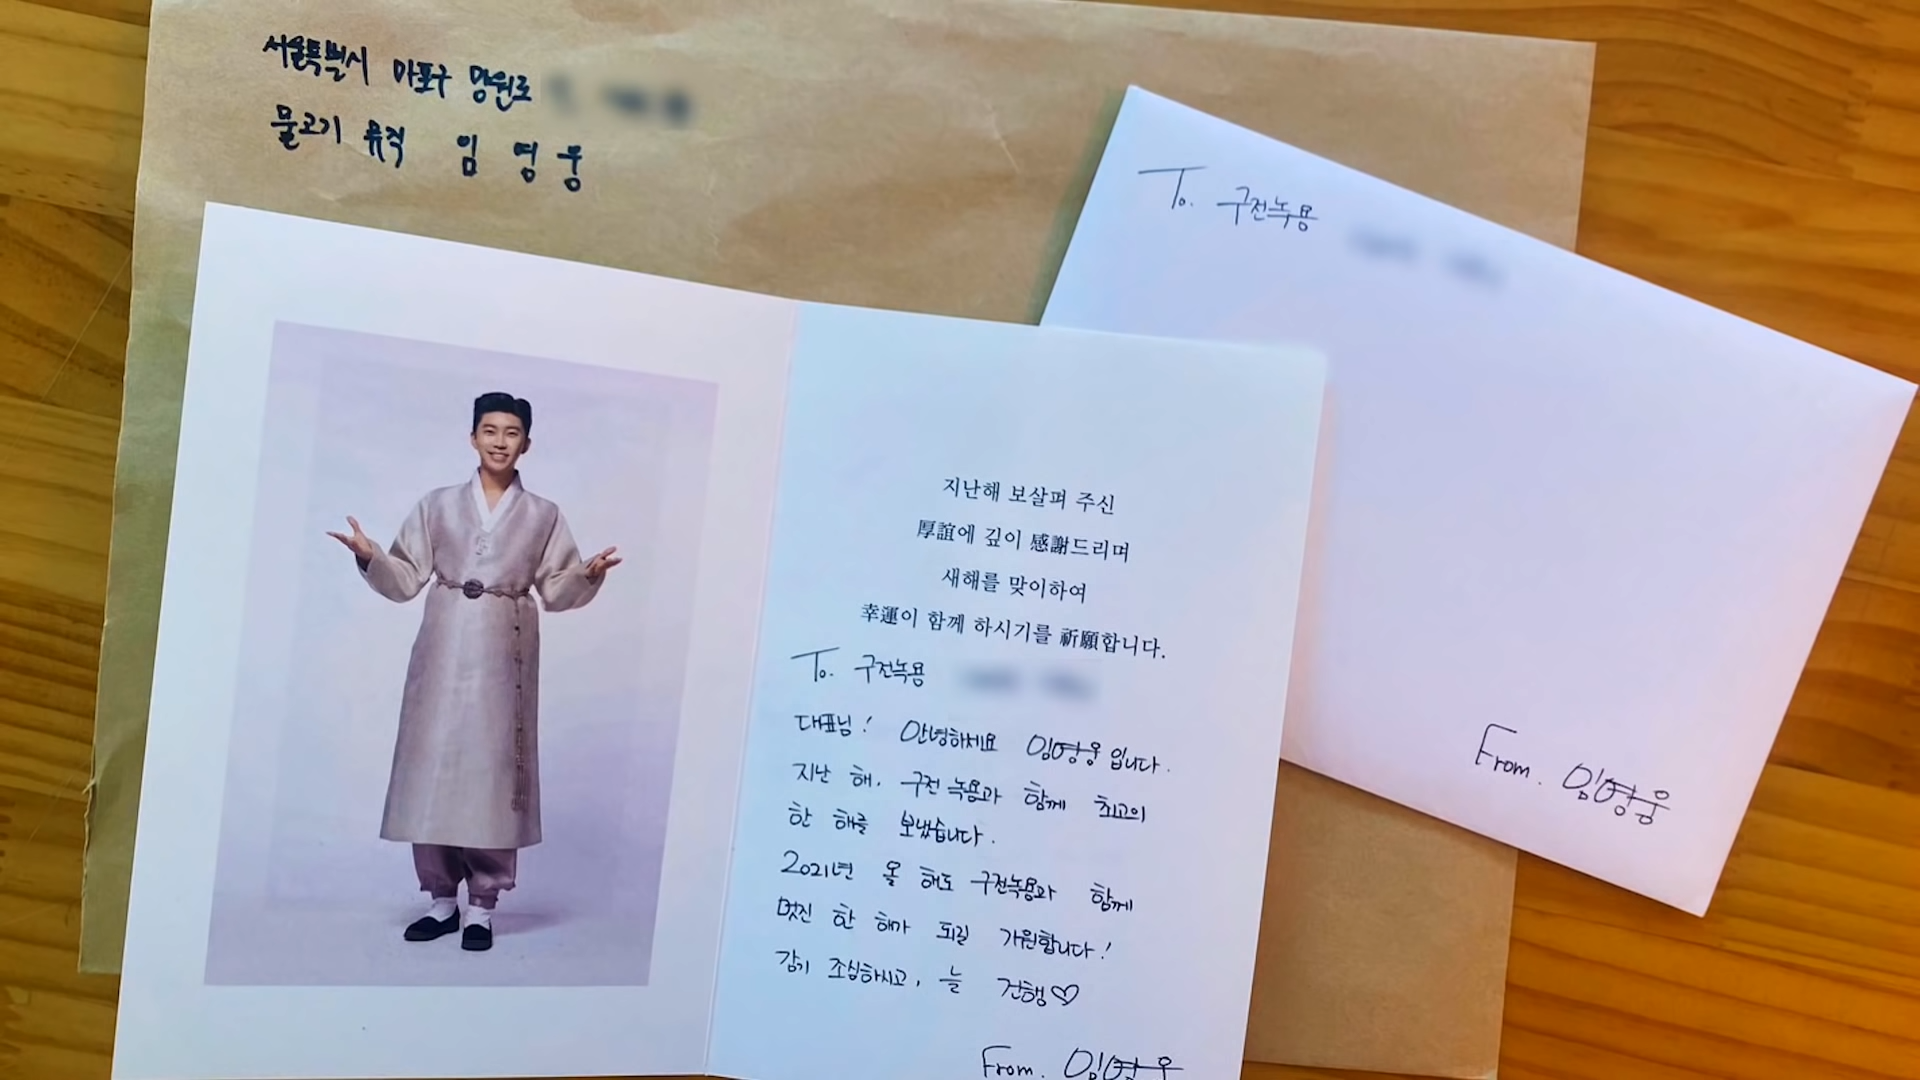 서울특별시 마포구 망원로
물고기 뮤직 임영웅
To. 구전녹용
From. 임영웅
지난해 보살펴 주신
厚誼에 깊이 感謝드리며
새해를 맞이하여
幸運이 함께 하시기를 祈願합니다.
To. 구전녹용
대표님! 안녕하세요 임영웅입니다.
지난 해, 구전 녹용과 함께 최고의
한 해를 보냈습니다.
2021년 올 해도 구전녹용과 함께
멋진 한 해가 되길 기원합니다!
감기 조심하시고, 늘 건행♡
From. 임영웅